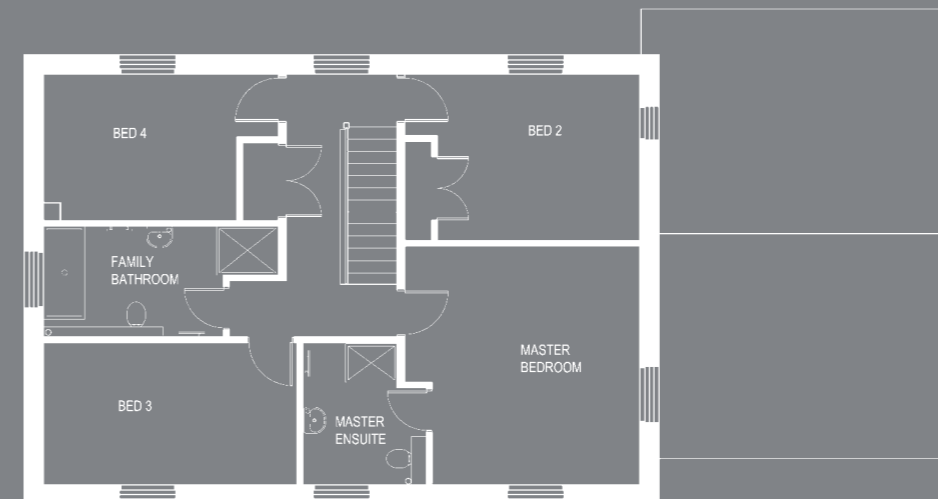 BED 4
BED 2
FAMILY
BATHROOM
MASTER
BEDROOM
BED 3
MASTER
ENSUITE